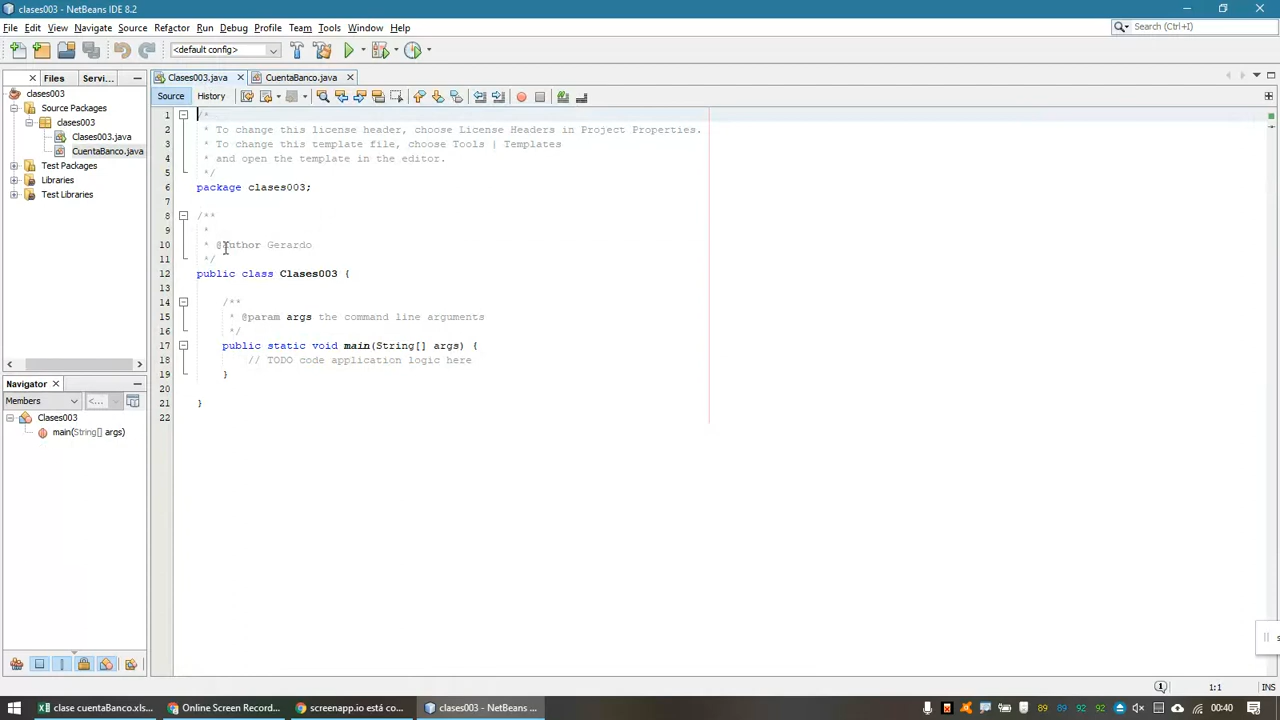 clases003 - NetBeans IDE 8.2
File Edit View Navigate Source Refactor Run Debug Profile Team Tools Window Help
Search (Ctrl+I)
<default config>
Files Servi...
Clases003.java CuentaBanco.java
clases003
Source Packages
clases003
Clases003.java
CuentaBanco.java
Test Packages
Libraries
Test Libraries
Source History
1 /*
2 * To change this license header, choose License Headers in Project Properties.
3 * To change this template file, choose Tools | Templates
4 * and open the template in the editor.
5 */
6 package clases003;
7
8 /**
9 *
10 * @author Gerardo
11 */
12 public class Clases003 {
13
14 /**
15 * @param args the command line arguments
16 */
17 public static void main(String[] args) {
18 // TODO code application logic here
19 }
20
21 }
22
Navigator
Members <...
Clases003
main(String[] args)
1:1 INS
clase cuentaBanco.xls... Online Screen Record... screenapp.io está co... clases003 - NetBeans ...
89 89 92 92 00:40